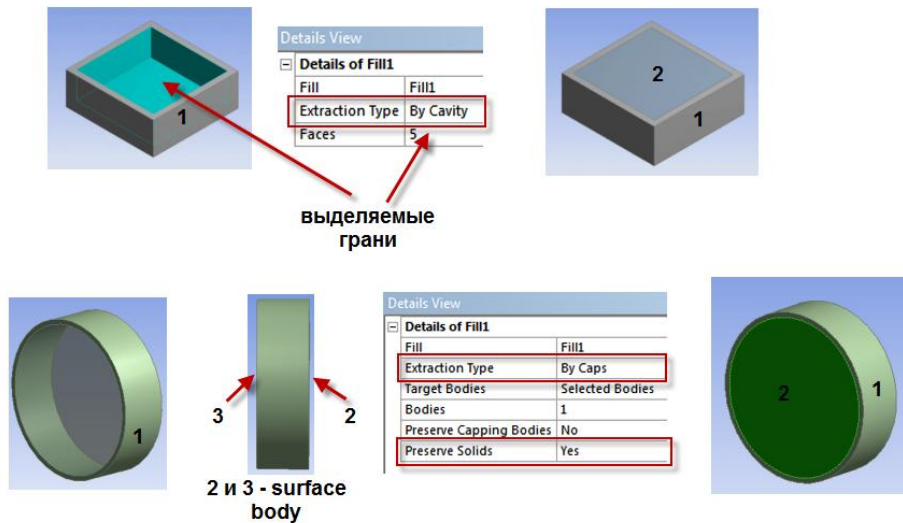 1
Details View
Details of Fill1
Fill Fill1
Extraction Type By Cavity
Faces 5
2
1
выделяемые
грани
1
3
2
2 и 3 - surface
body
Details View
Details of Fill1
Fill Fill1
Extraction Type By Caps
Target Bodies Selected Bodies
Bodies 1
Preserve Capping Bodies No
Preserve Solids Yes
2
1